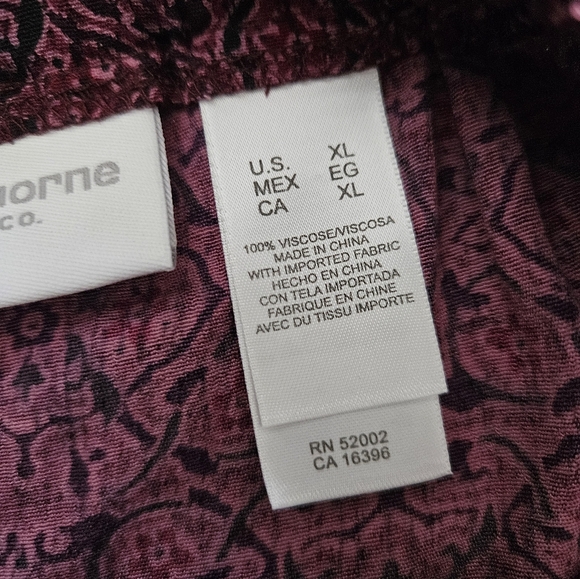 orne
CO.
U.S. XL
MEX EG
CA XL
100% VISCOSE/VISCOSA
MADE IN CHINA
WITH IMPORTED FABRIC
HECHO EN CHINA
CON TELA IMPORTADA
FABRIQUE EN CHINE
AVEC DU TISSU IMPORTE
RN 52002
CA 16396